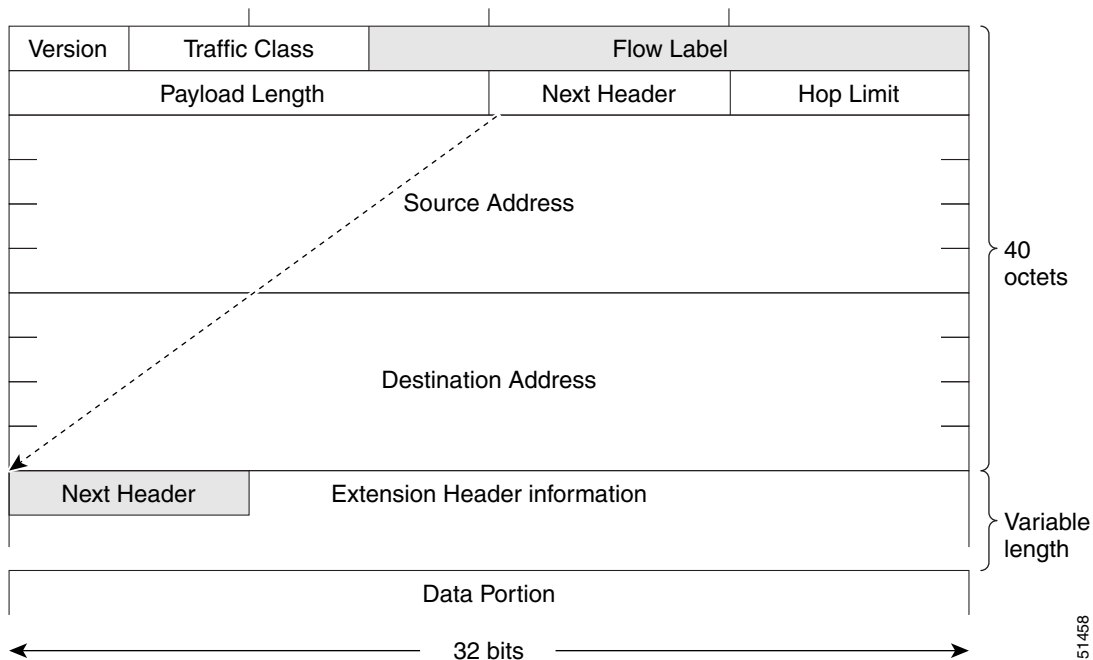 Version
Traffic Class
Flow Label
Payload Length
Next Header
Hop Limit
Source Address
40
octets
Destination Address
Next Header
Extension Header information
Variable
length
Data Portion
32 bits
51458